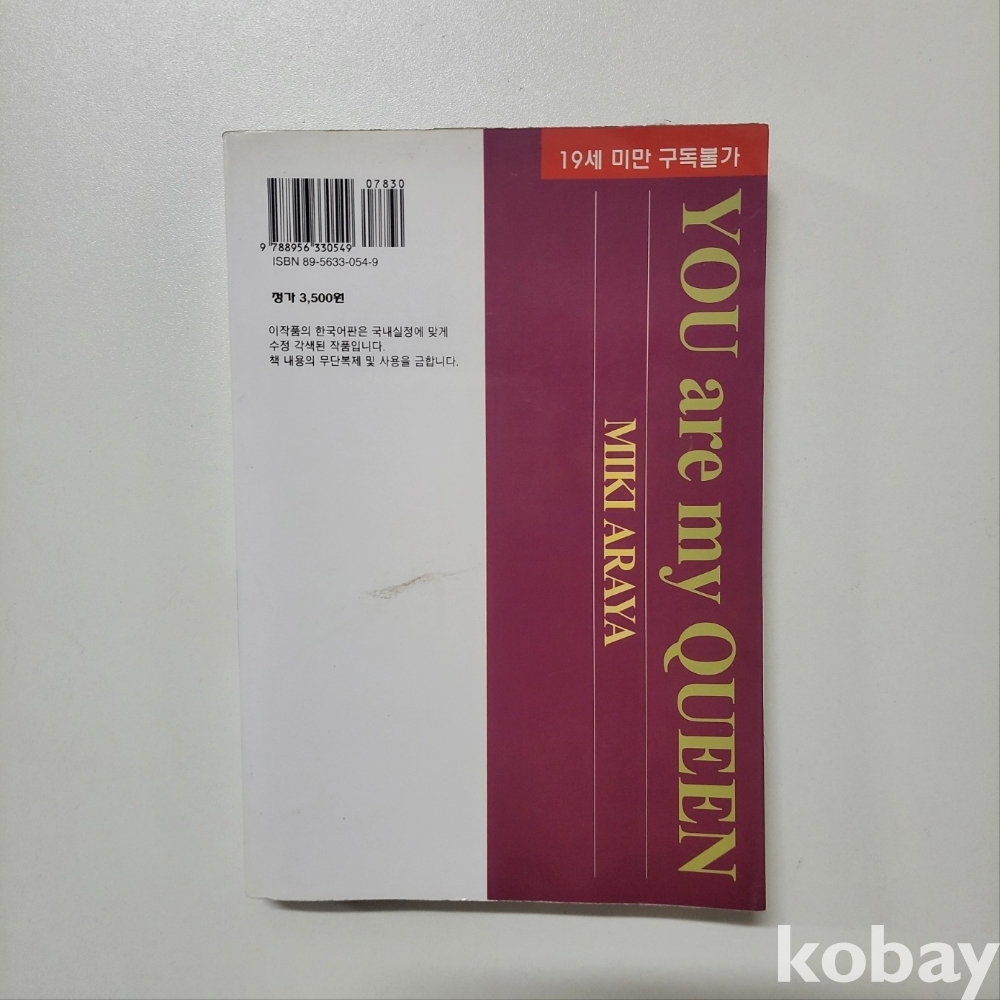 19세 미만 구독불가
07830
9 788956 330549
ISBN 89-5633-054-9
정가 3,500원
이작품의 한국어판은 국내실정에 맞게
수정 각색된 작품입니다.
책 내용의 무단복제 및 사용을 금합니다.
YOU are my QUEEN
MIIKI ARAYA
kobay